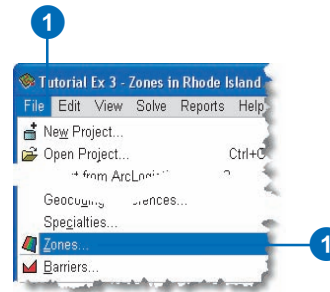 1
Tutorial Ex 3 - Zones in Rhode Island
File Edit View Solve Reports Help
New Project...
Open Project... Ctrl+O
from
Specialties...
Zones...
1
Barriers...